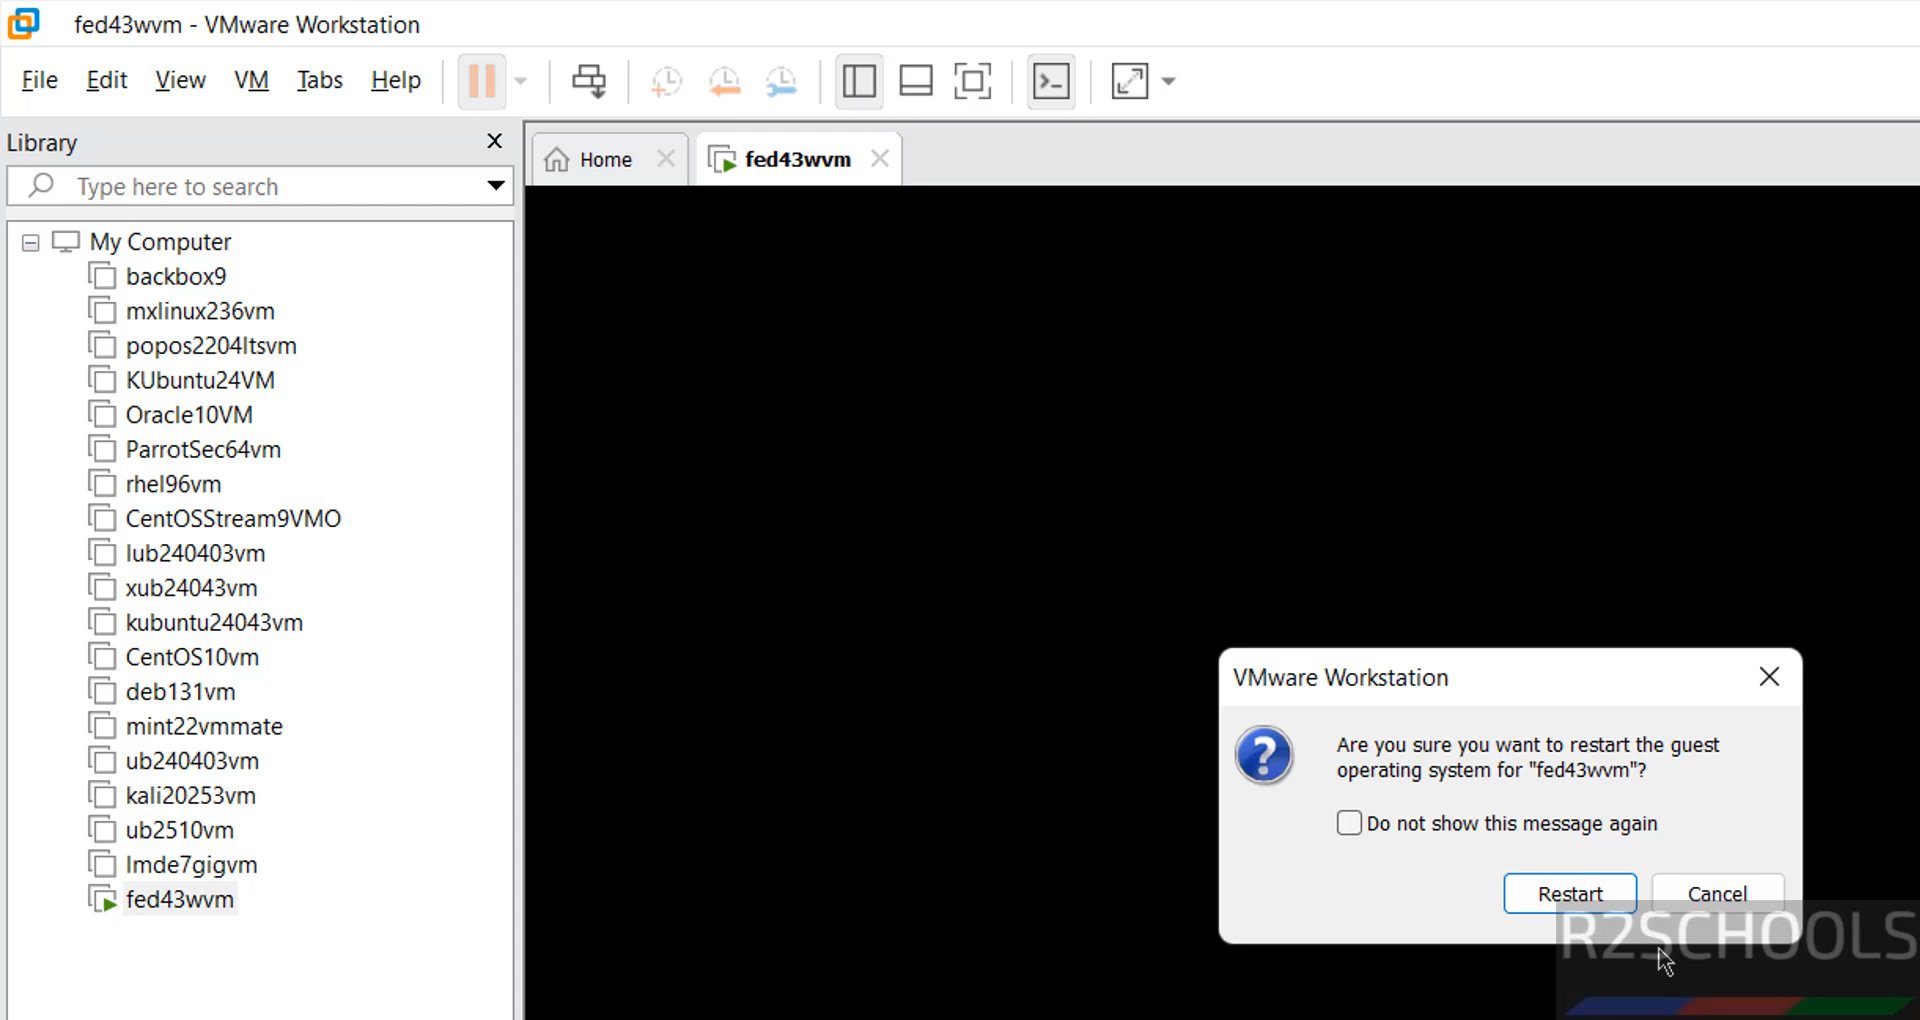 fed43wvm - VMware Workstation
File Edit View VM Tabs Help
Library
Type here to search
Home
fed43wvm
My Computer
backbox9
mxlinux236vm
popos2204ltsvm
KUbuntu24VM
Oracle10VM
ParrotSec64vm
rhel96vm
CentOSStream9VMO
lub240403vm
xub24043vm
kubuntu24043vm
CentOS10vm
deb131vm
mint22vmmate
ub240403vm
kali20253vm
ub2510vm
lmde7gigvm
fed43wvm
VMware Workstation
Are you sure you want to restart the guest
operating system for "fed43wvm"?
Do not show this message again
Restart
Cancel
R2SCHOOLS